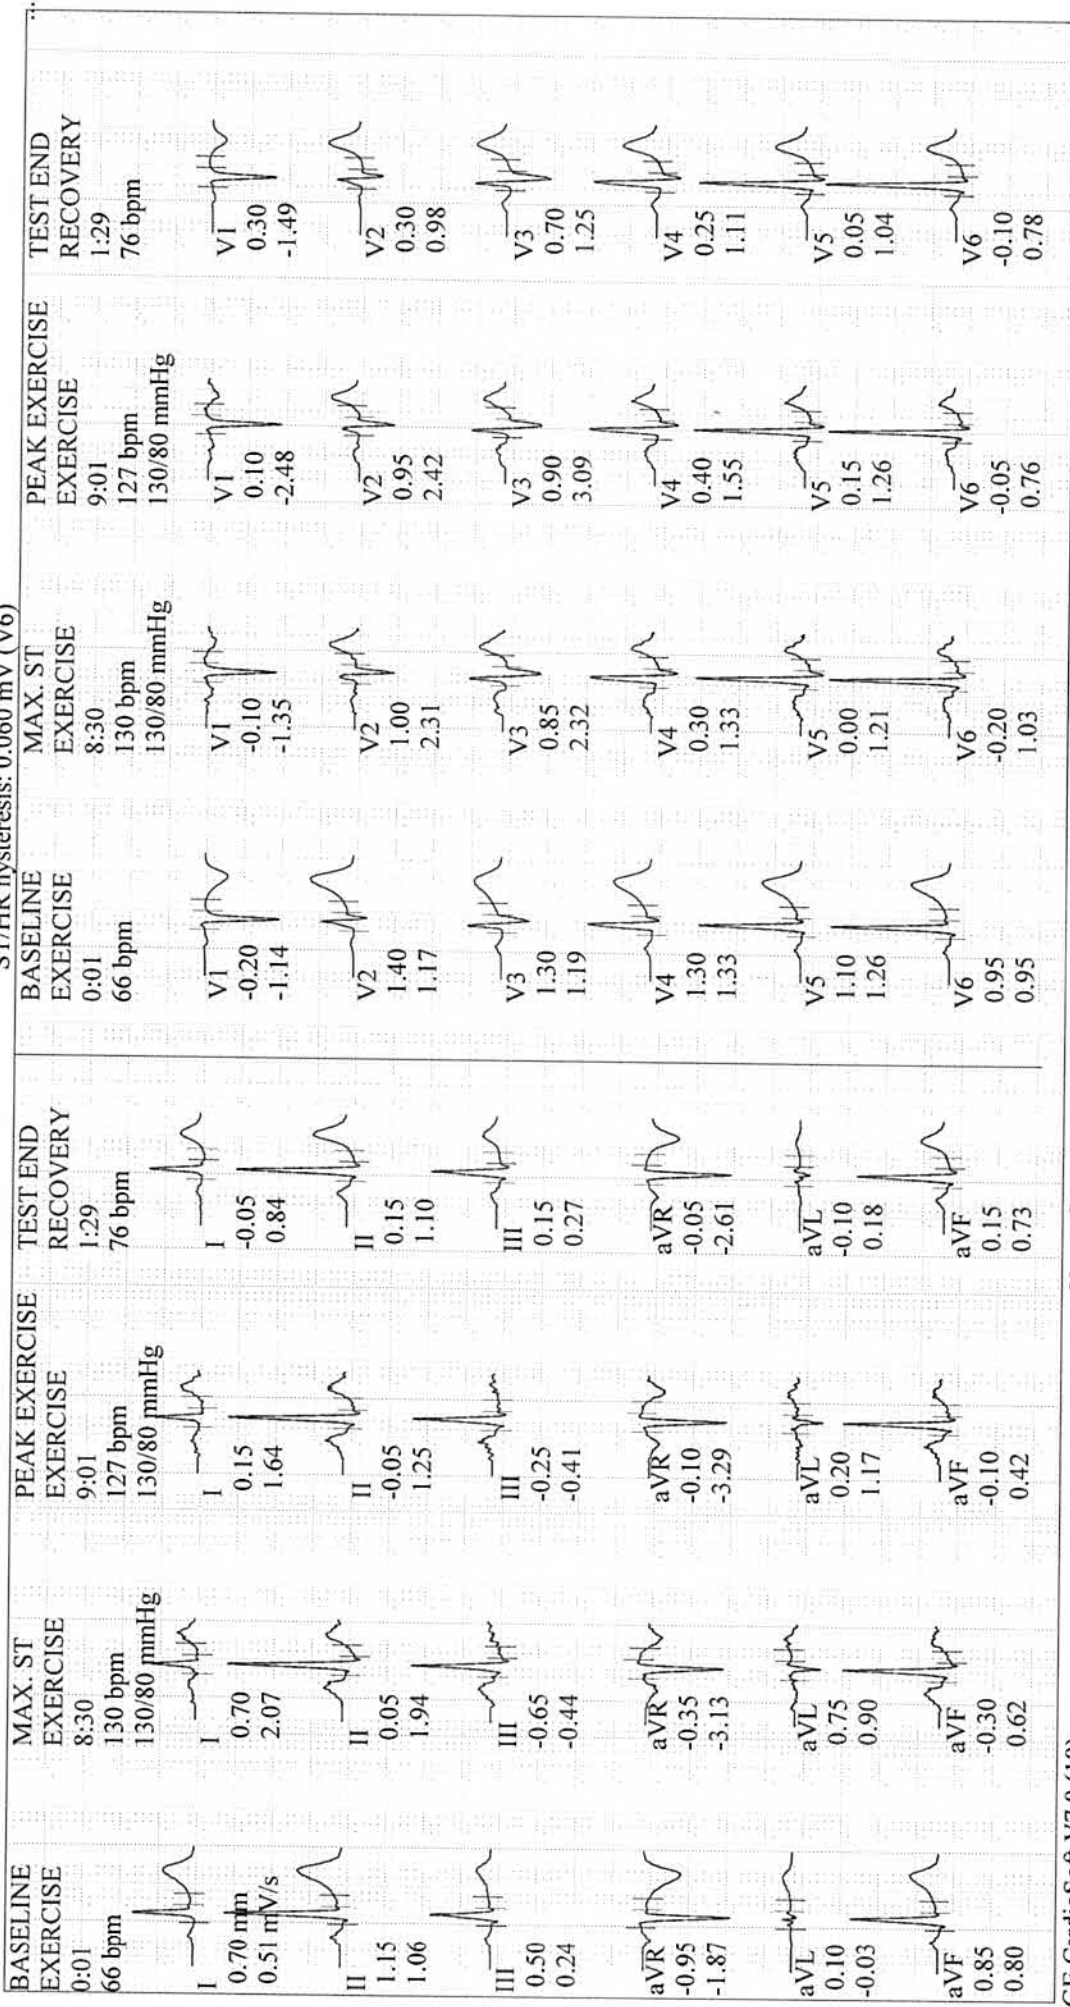 ST/HR hysteresis: 0.060 mV (V6)
BASELINE
EXERCISE
0:01
66 bpm
I
0.70 mm
0.51 mV/s
II
1.15
1.06
III
0.50
0.24
aVR
-0.95
-1.87
aVL
0.10
-0.03
aVF
0.85
0.80
MAX. ST
EXERCISE
8:30
130 bpm
130/80 mmHg
I
0.70
2.07
II
0.05
1.94
III
-0.65
-0.44
aVR
-0.35
-3.13
aVL
0.75
0.90
aVF
-0.30
0.62
PEAK EXERCISE
EXERCISE
9:01
127 bpm
130/80 mmHg
I
0.15
1.64
II
-0.05
1.25
III
-0.25
-0.41
aVR
-0.10
-3.29
aVL
0.20
1.17
aVF
-0.10
0.42
TEST END
RECOVERY
1:29
76 bpm
I
-0.05
0.84
II
0.15
1.10
III
0.15
0.27
aVR
-0.05
-2.61
aVL
-0.10
0.18
aVF
0.15
0.73
BASELINE
EXERCISE
0:01
66 bpm
V1
-0.20
-1.14
V2
1.40
1.17
V3
1.30
1.19
V4
1.30
1.33
V5
1.10
1.26
V6
0.95
0.95
MAX. ST
EXERCISE
8:30
130 bpm
130/80 mmHg
V1
-0.10
-1.35
V2
1.00
2.31
V3
0.85
2.32
V4
0.30
1.33
V5
0.00
1.21
V6
-0.20
1.03
PEAK EXERCISE
EXERCISE
9:01
127 bpm
130/80 mmHg
V1
0.10
-2.48
V2
0.95
2.42
V3
0.90
3.09
V4
0.40
1.55
V5
0.15
1.26
V6
-0.05
0.76
TEST END
RECOVERY
1:29
76 bpm
V1
0.30
-1.49
V2
0.30
0.98
V3
0.70
1.25
V4
0.25
1.11
V5
0.05
1.04
V6
-0.10
0.78